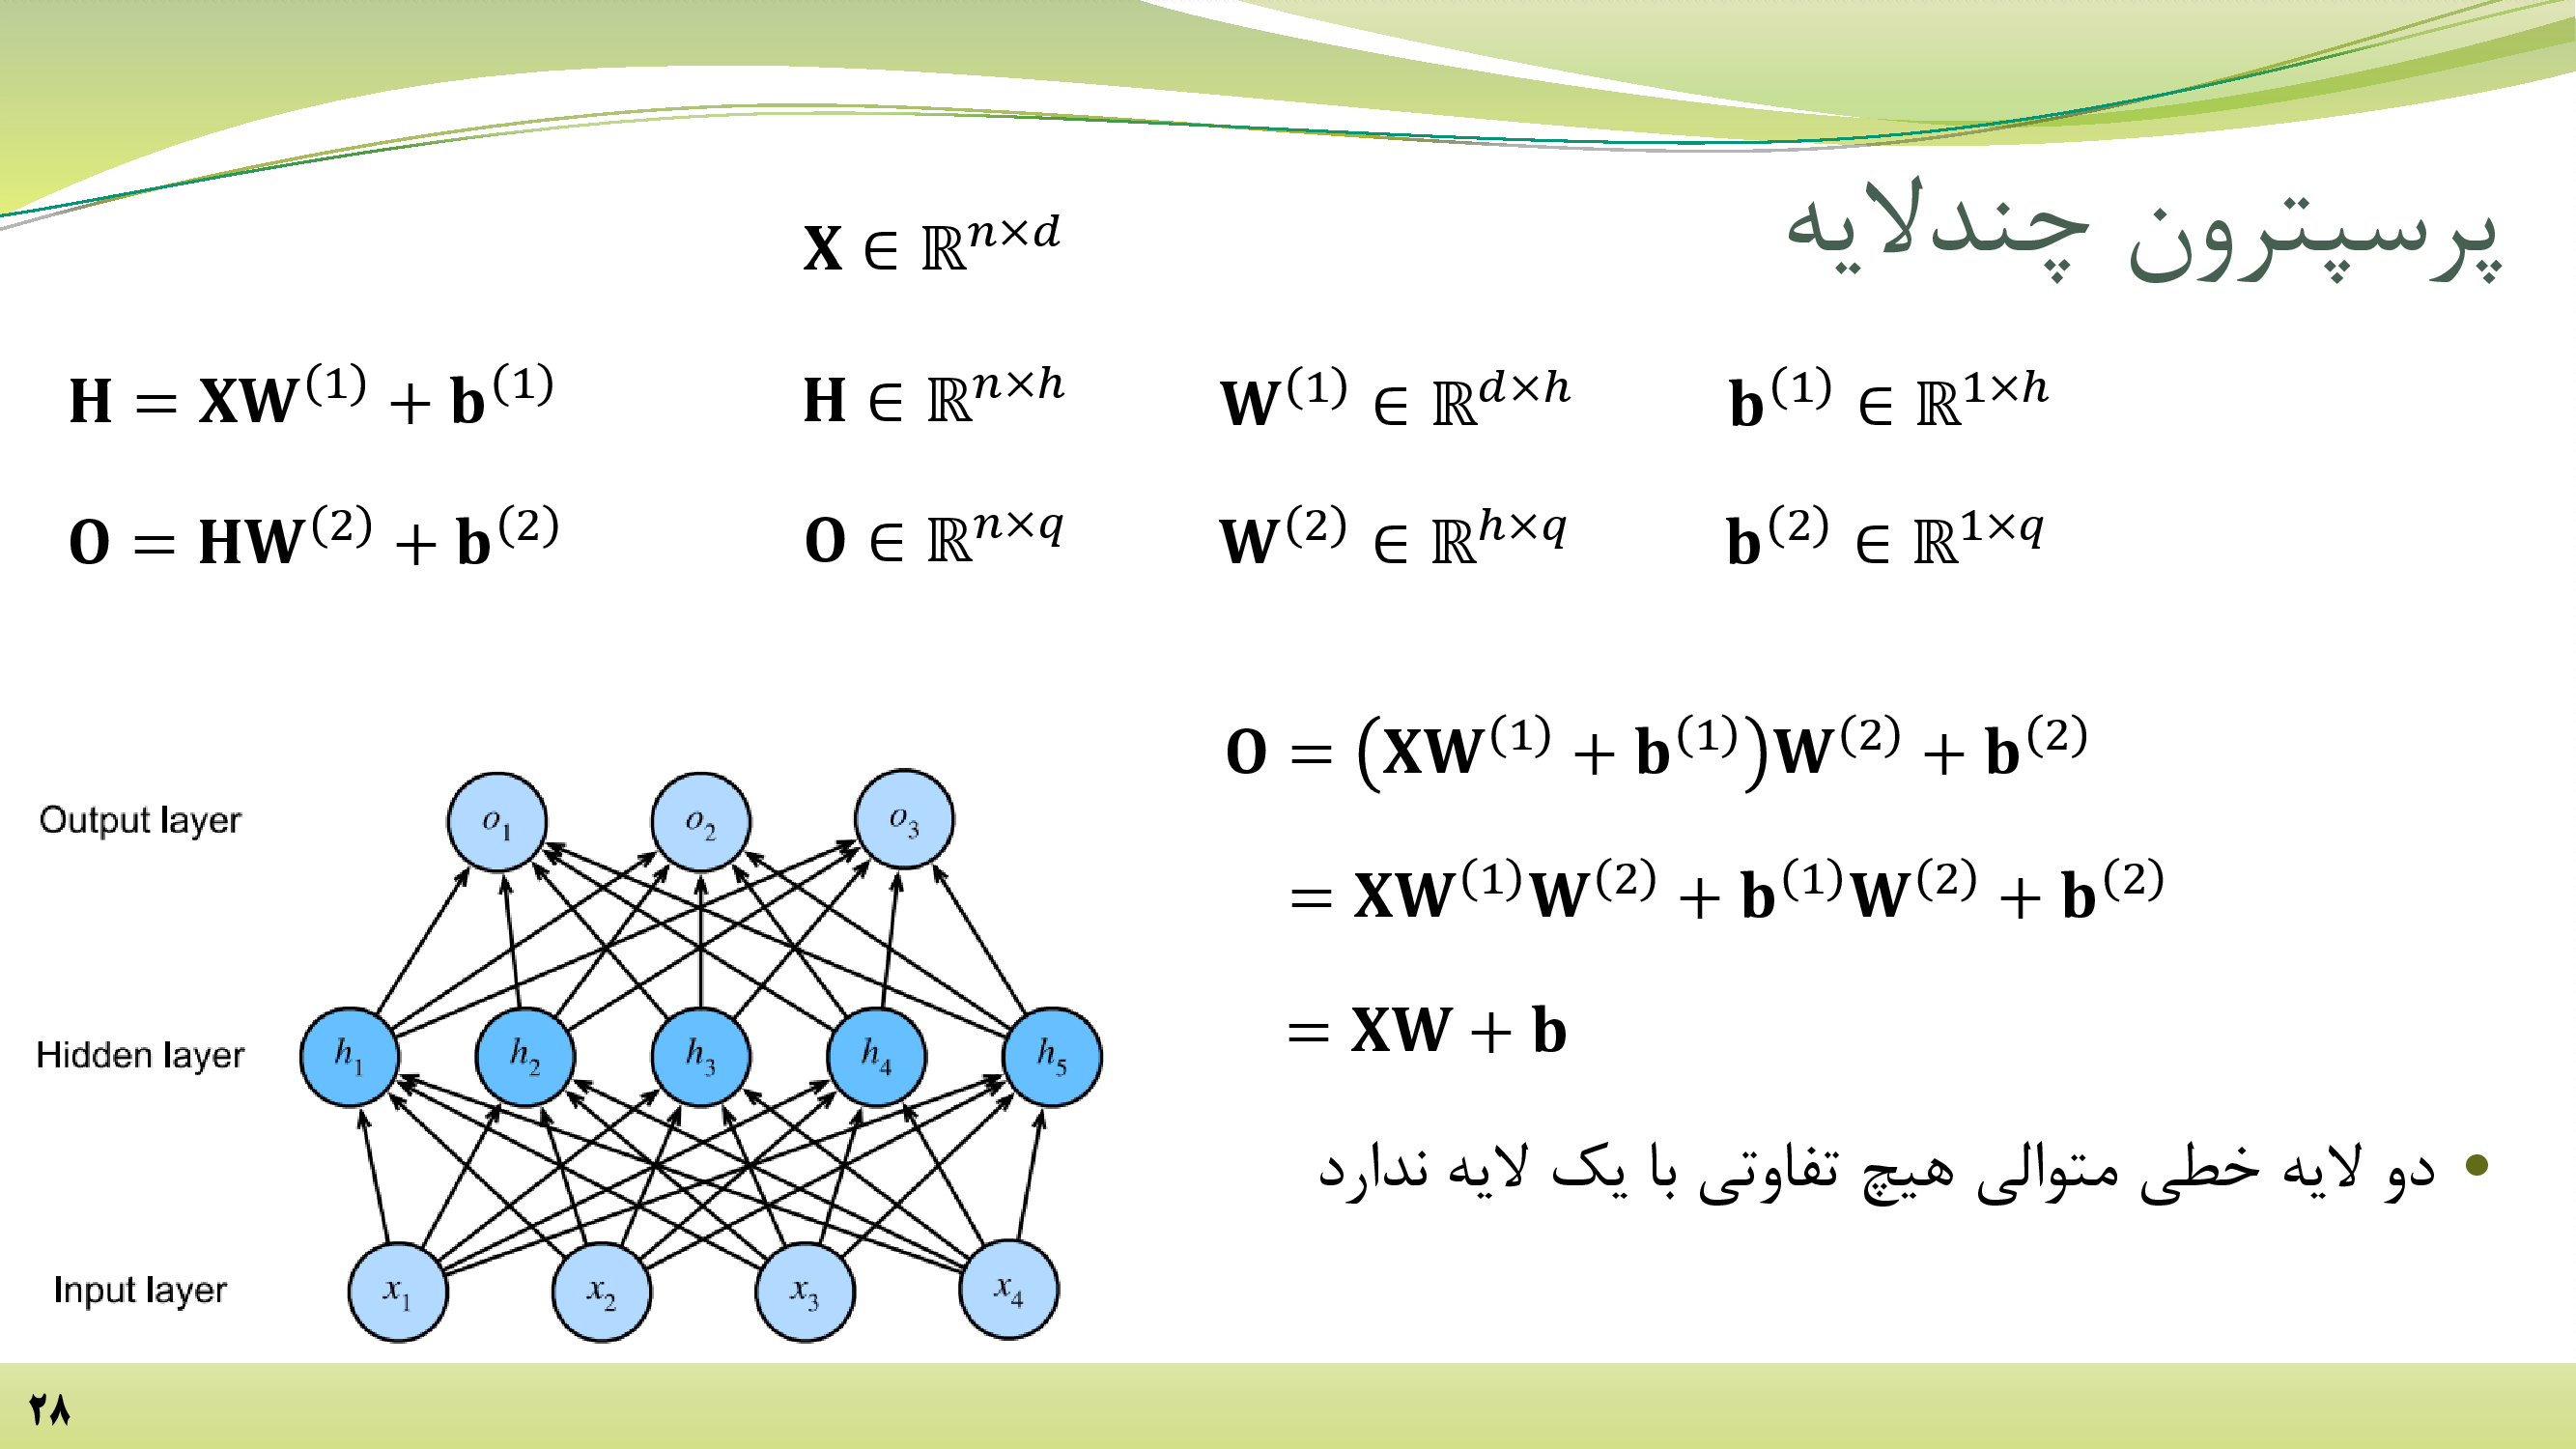 پرسپترون چندلایه
𝐗 ∈ ℝ^{n×d}
𝐇 = 𝐗𝐖^{(1)} + 𝐛^{(1)} 𝐇 ∈ ℝ^{n×h} 𝐖^{(1)} ∈ ℝ^{d×h} 𝐛^{(1)} ∈ ℝ^{1×h}
𝐎 = 𝐇𝐖^{(2)} + 𝐛^{(2)} 𝐎 ∈ ℝ^{n×q} 𝐖^{(2)} ∈ ℝ^{h×q} 𝐛^{(2)} ∈ ℝ^{1×q}
𝐎 = (𝐗𝐖^{(1)} + 𝐛^{(1)})𝐖^{(2)} + 𝐛^{(2)}
= 𝐗𝐖^{(1)}𝐖^{(2)} + 𝐛^{(1)}𝐖^{(2)} + 𝐛^{(2)}
= 𝐗𝐖 + 𝐛
• دو لایه خطی متوالی هیچ تفاوتی با یک لایه ندارد
Output layer o₁ o₂ o₃
Hidden layer h₁ h₂ h₃ h₄ h₅
Input layer x₁ x₂ x₃ x₄
۲۸